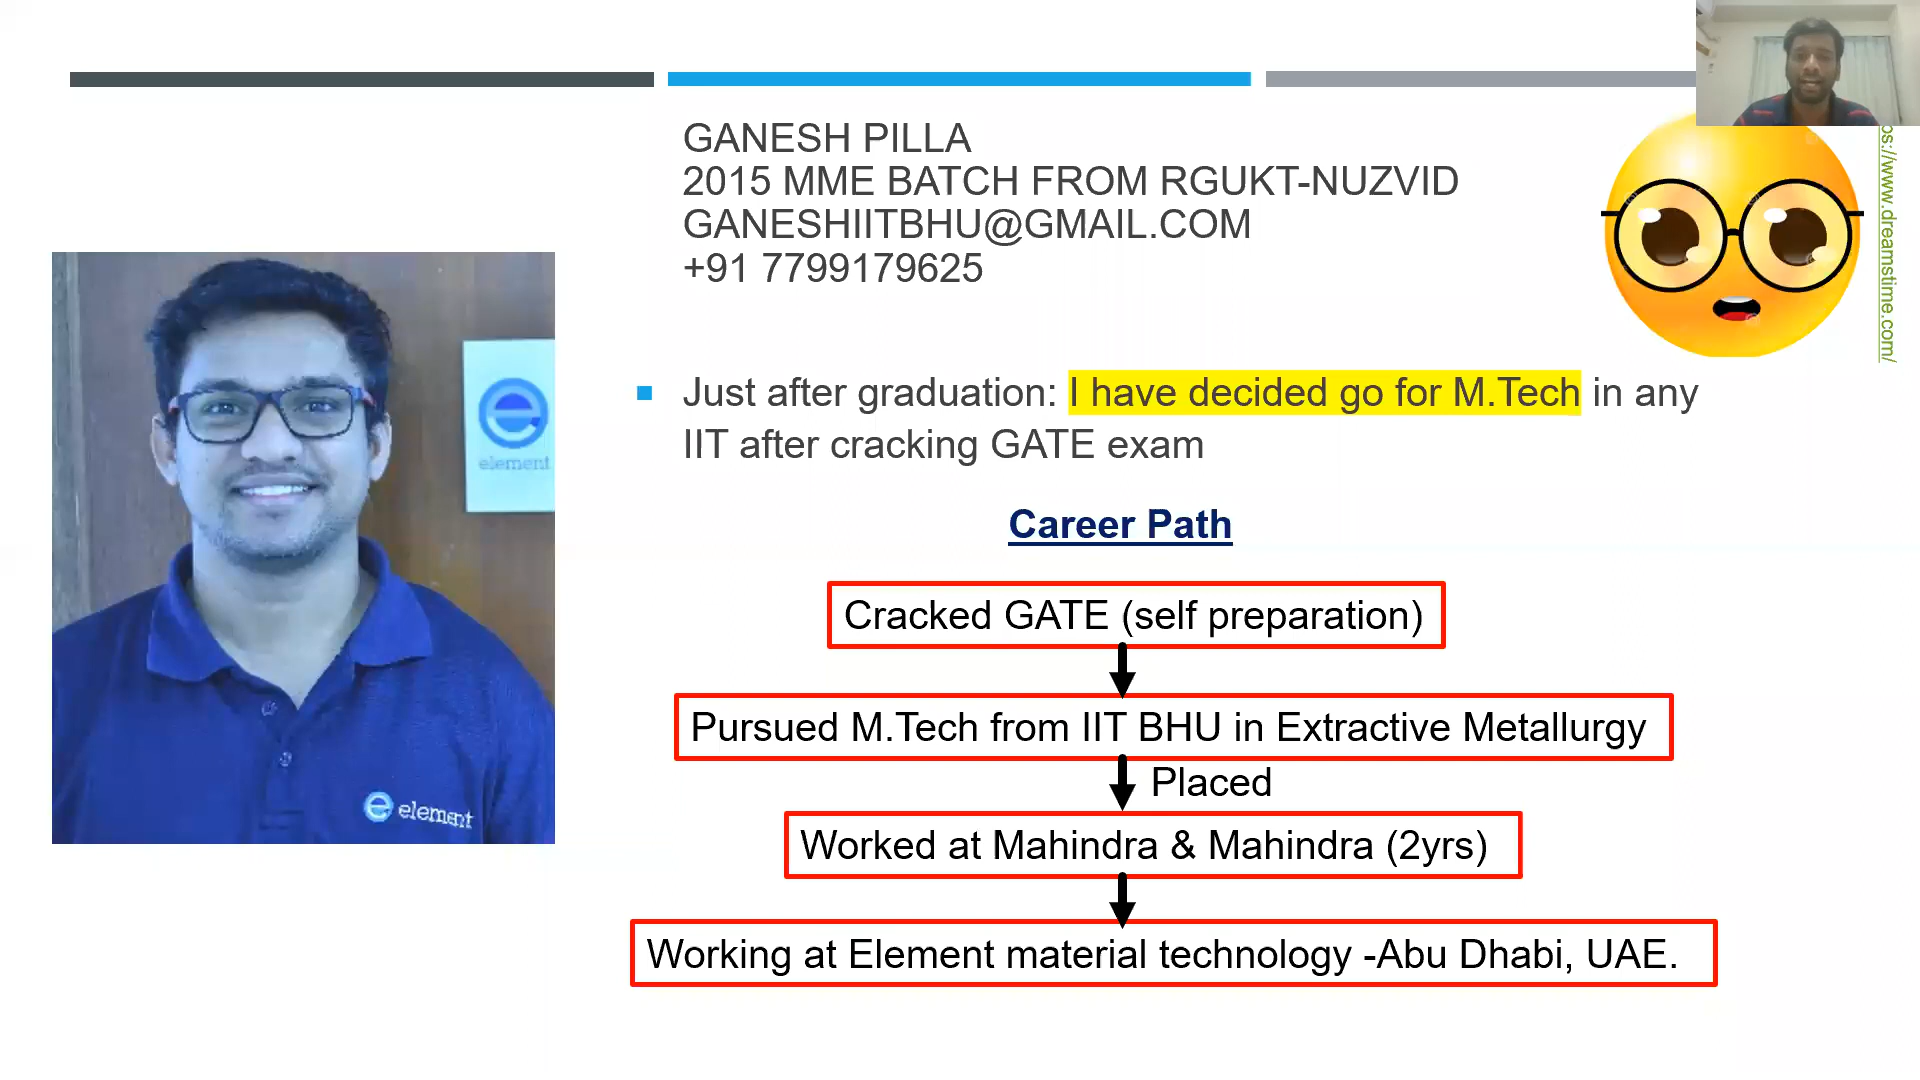 GANESH PILLA
2015 MME BATCH FROM RGUKT-NUZVID
GANESHIITBHU@GMAIL.COM
+91 7799179625
os://www.dreamstime.com/
element
element
Just after graduation: I have decided go for M.Tech in any
IIT after cracking GATE exam
Career Path
Cracked GATE (self preparation)
Pursued M.Tech from IIT BHU in Extractive Metallurgy
Placed
Worked at Mahindra & Mahindra (2yrs)
Working at Element material technology -Abu Dhabi, UAE.